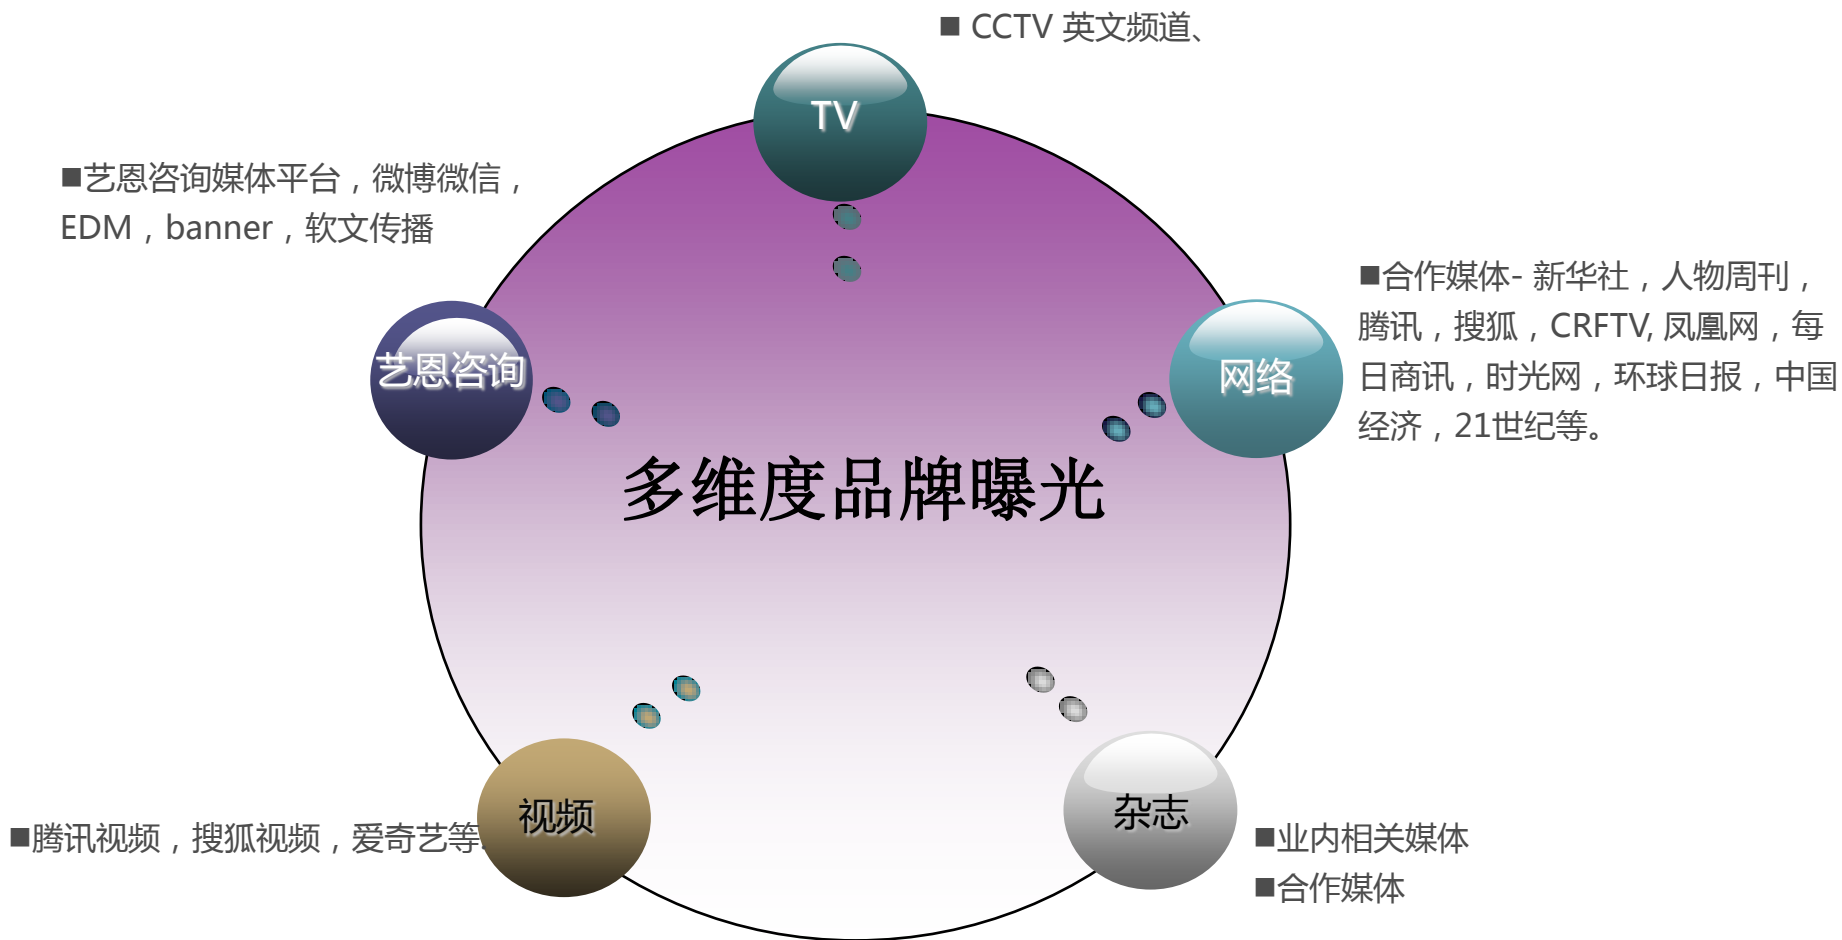 ■ CCTV 英文频道、
TV
■艺恩咨询媒体平台，微博微信，
EDM，banner，软文传播
■合作媒体- 新华社，人物周刊，
腾讯，搜狐，CRFTV, 凤凰网，每
日商讯，时光网，环球日报，中国
经济，21世纪等。
艺恩咨询
网络
多维度品牌曝光
视频
杂志
■腾讯视频，搜狐视频，爱奇艺等
■业内相关媒体
■合作媒体